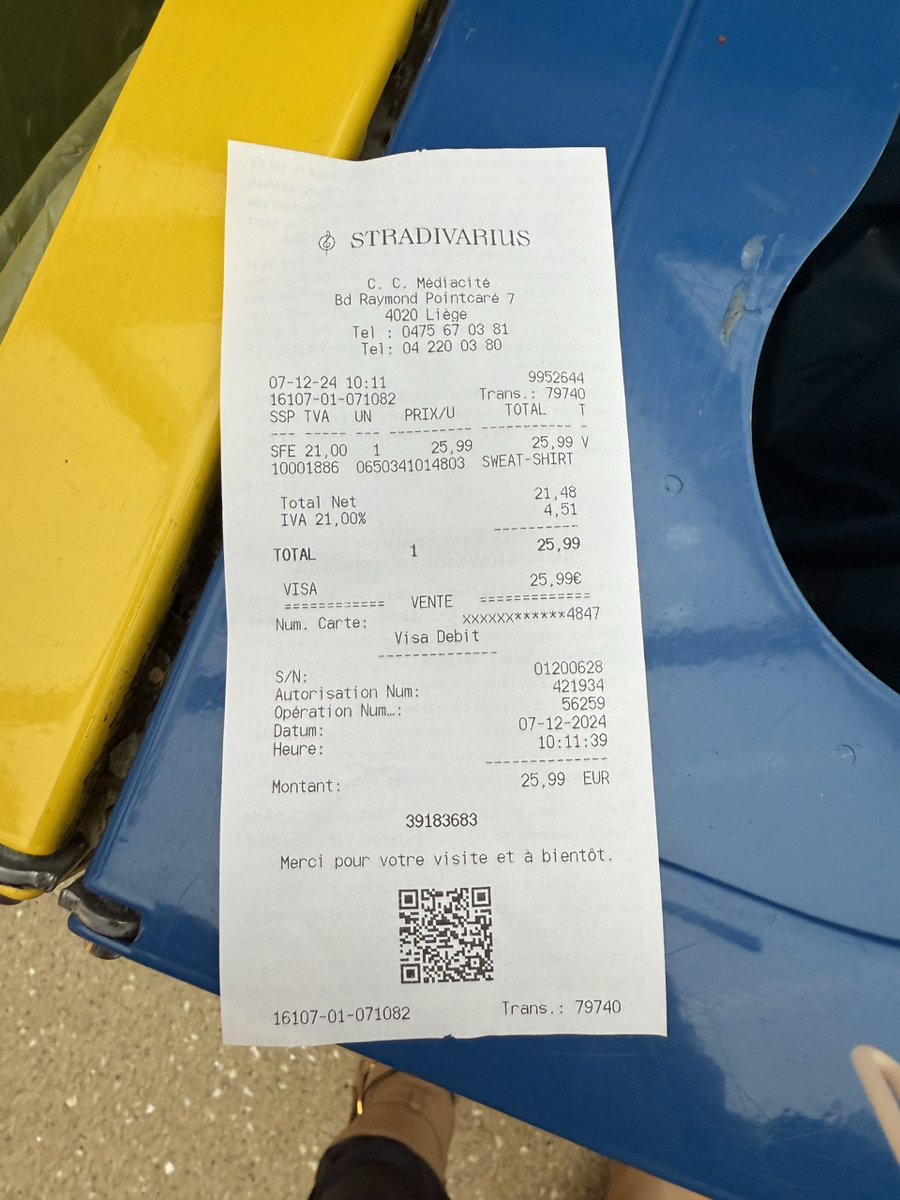 STRADIVARIUS
C. C. Médiacité
Bd Raymond Pointcaré 7
4020 Liège
Tel : 0475 67 03 81
Tel: 04 220 03 80
07-12-24 10:11 9952644
16107-01-071082 Trans.: 79740
SSP TVA UN PRIX/U TOTAL T
--- ----- --- ---------- ----------- -
SFE 21,00 1 25,99 25,99 V
10001886 0650341014803 SWEAT-SHIRT
Total Net 21,48
IVA 21,00% 4,51
----------
TOTAL 1 25,99
VISA 25,99€
============ VENTE =============
Num. Carte: XXXXXX******4847
Visa Debit
-------------
S/N: 01200628
Autorisation Num: 421934
Opération Num…: 56259
Datum: 07-12-2024
Heure: 10:11:39
--------------
Montant: 25,99 EUR
39183683
Merci pour votre visite et à bientôt.
16107-01-071082 Trans.: 79740